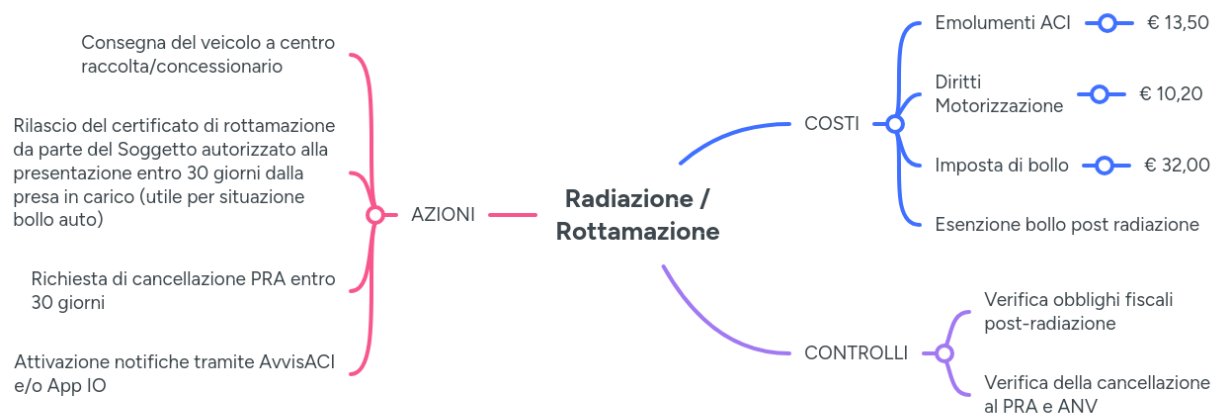 Radiazione /
Rottamazione
COSTI
Emolumenti ACI
€ 13,50
Diritti
Motorizzazione
€ 10,20
Imposta di bollo
€ 32,00
Esenzione bollo post radiazione
CONTROLLI
Verifica obblighi fiscali
post-radiazione
Verifica della cancellazione
al PRA e ANV
AZIONI
Consegna del veicolo a centro
raccolta/concessionario
Rilascio del certificato di rottamazione
da parte del Soggetto autorizzato alla
presentazione entro 30 giorni dalla
presa in carico (utile per situazione
bollo auto)
Richiesta di cancellazione PRA entro
30 giorni
Attivazione notifiche tramite AvvisACI
e/o App IO